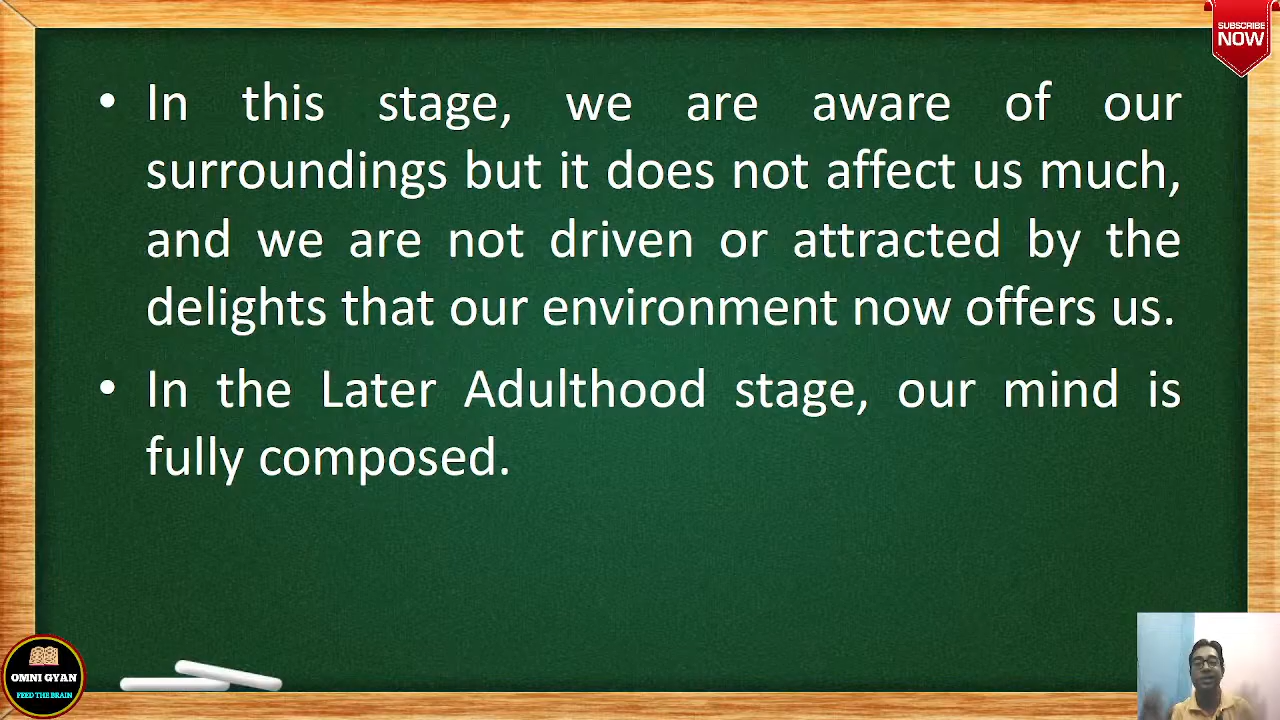 SUBSCRIBE
NOW
• In this stage, we are aware of our
surroundings but it does not affect us much,
and we are not driven or attracted by the
delights that our environment now offers us.
• In the Later Adulthood stage, our mind is
fully composed.
OMNI GYAN
FEED THE BRAIN